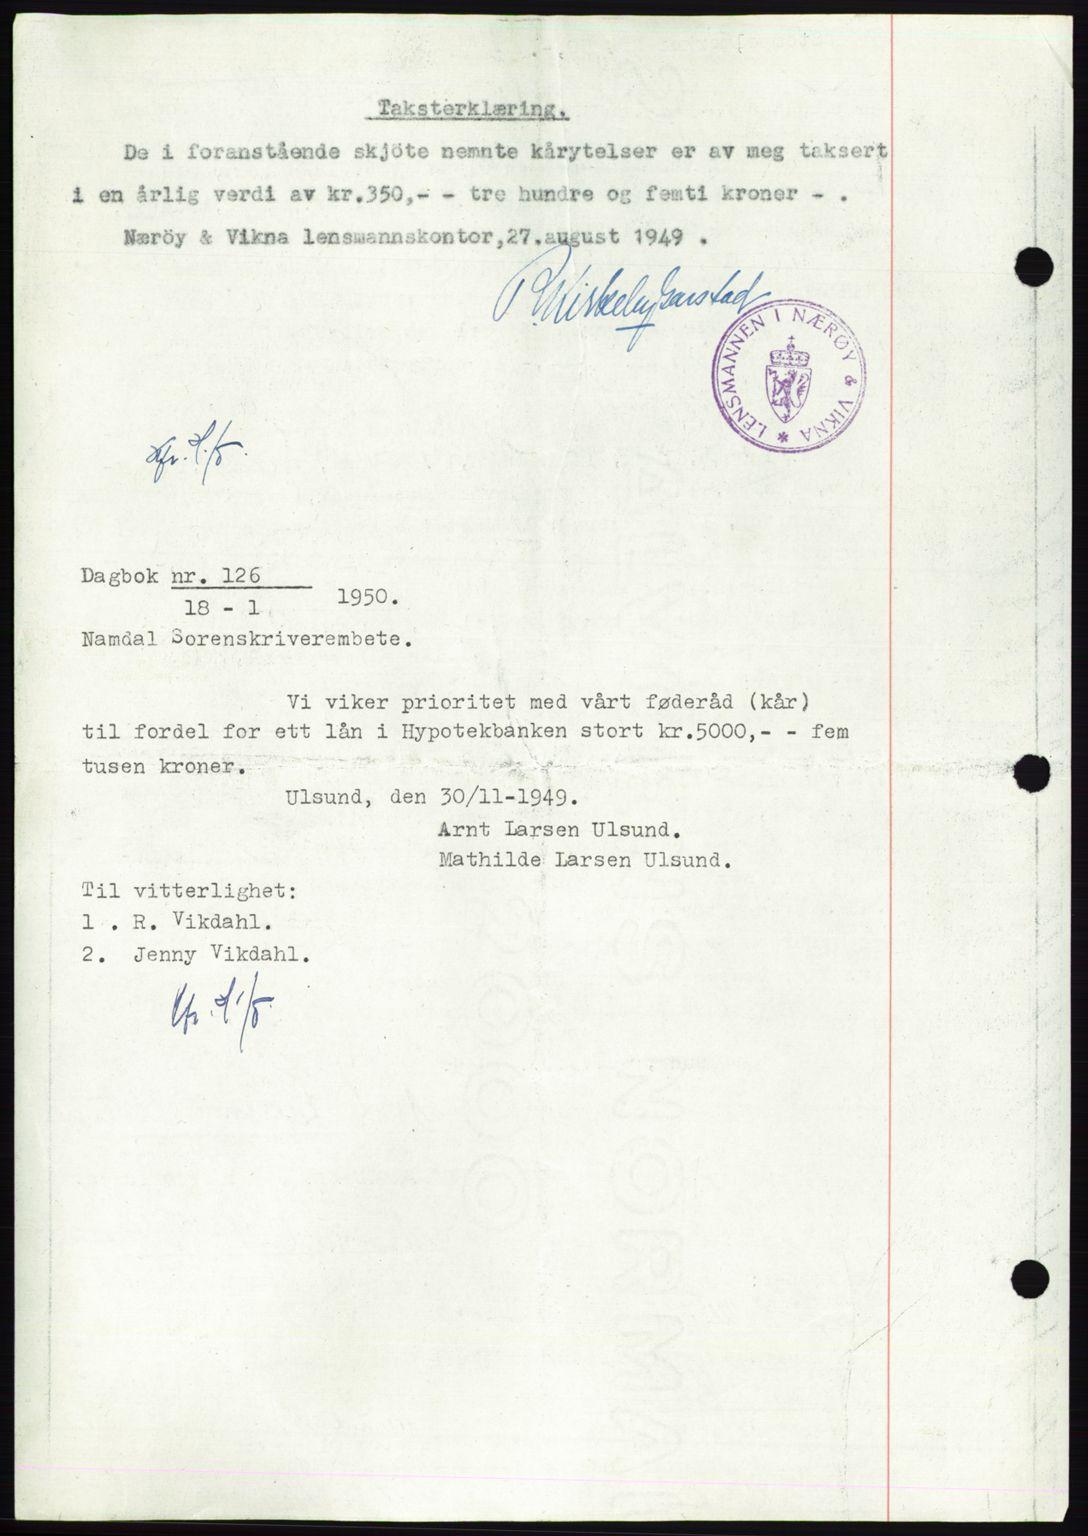 Taksterklæring.
De i foranstående skjöte nemnte kårytelser er av meg taksert
i en årlig verdi av kr.350,- - tre hundre og femti kroner - .
Næröy & Vikna lensmannskontor,27.august 1949 .
LENSMANNEN I NÆRØY & VIKNA *
Dagbok nr. 126
18 - 1 1950.
Namdal Sorenskriverembete.
Vi viker prioritet med vårt føderåd (kår)
til fordel for ett lån i Hypotekbanken stort kr.5000,- - fem
tusen kroner.
Ulsund, den 30/11-1949.
Arnt Larsen Ulsund.
Mathilde Larsen Ulsund.
Til vitterlighet:
1 . R. Vikdahl.
2. Jenny Vikdahl.